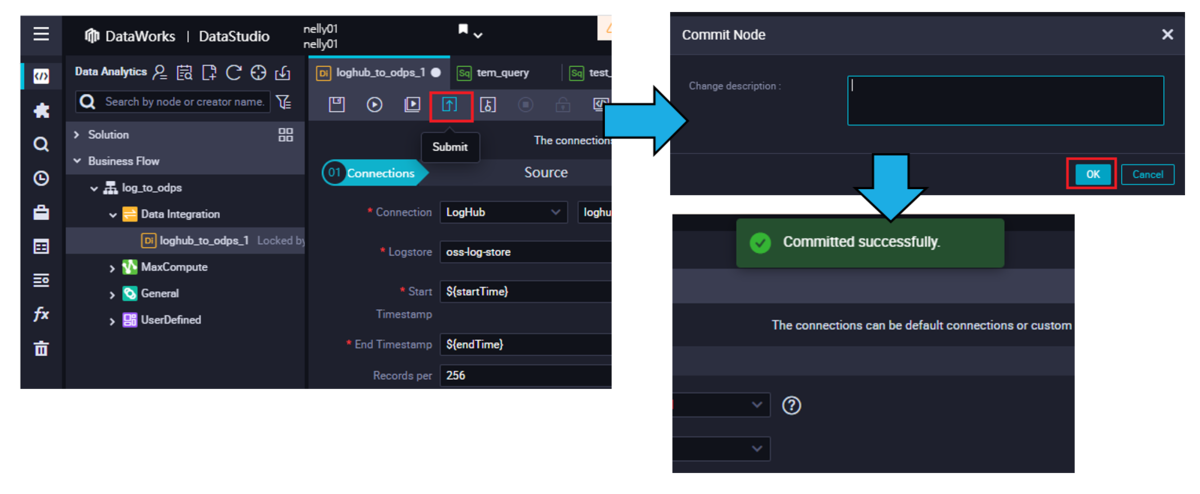 DataWorks | DataStudio
nelly01
nelly01
Data Analytics
Search by node or creator name.
Solution
Business Flow
log_to_odps
Data Integration
Di loghub_to_odps_1 Locked by
MaxCompute
General
UserDefined
fx
Di loghub_to_odps_1
Sq tem_query
Sq test_
Submit
The connection
01 Connections
Source
* Connection LogHub loghu
* Logstore oss-log-store
* Start Timestamp ${startTime}
* End Timestamp ${endTime}
Records per 256
Commit Node
Change description :
OK
Cancel
Committed successfully.
The connections can be default connections or custom